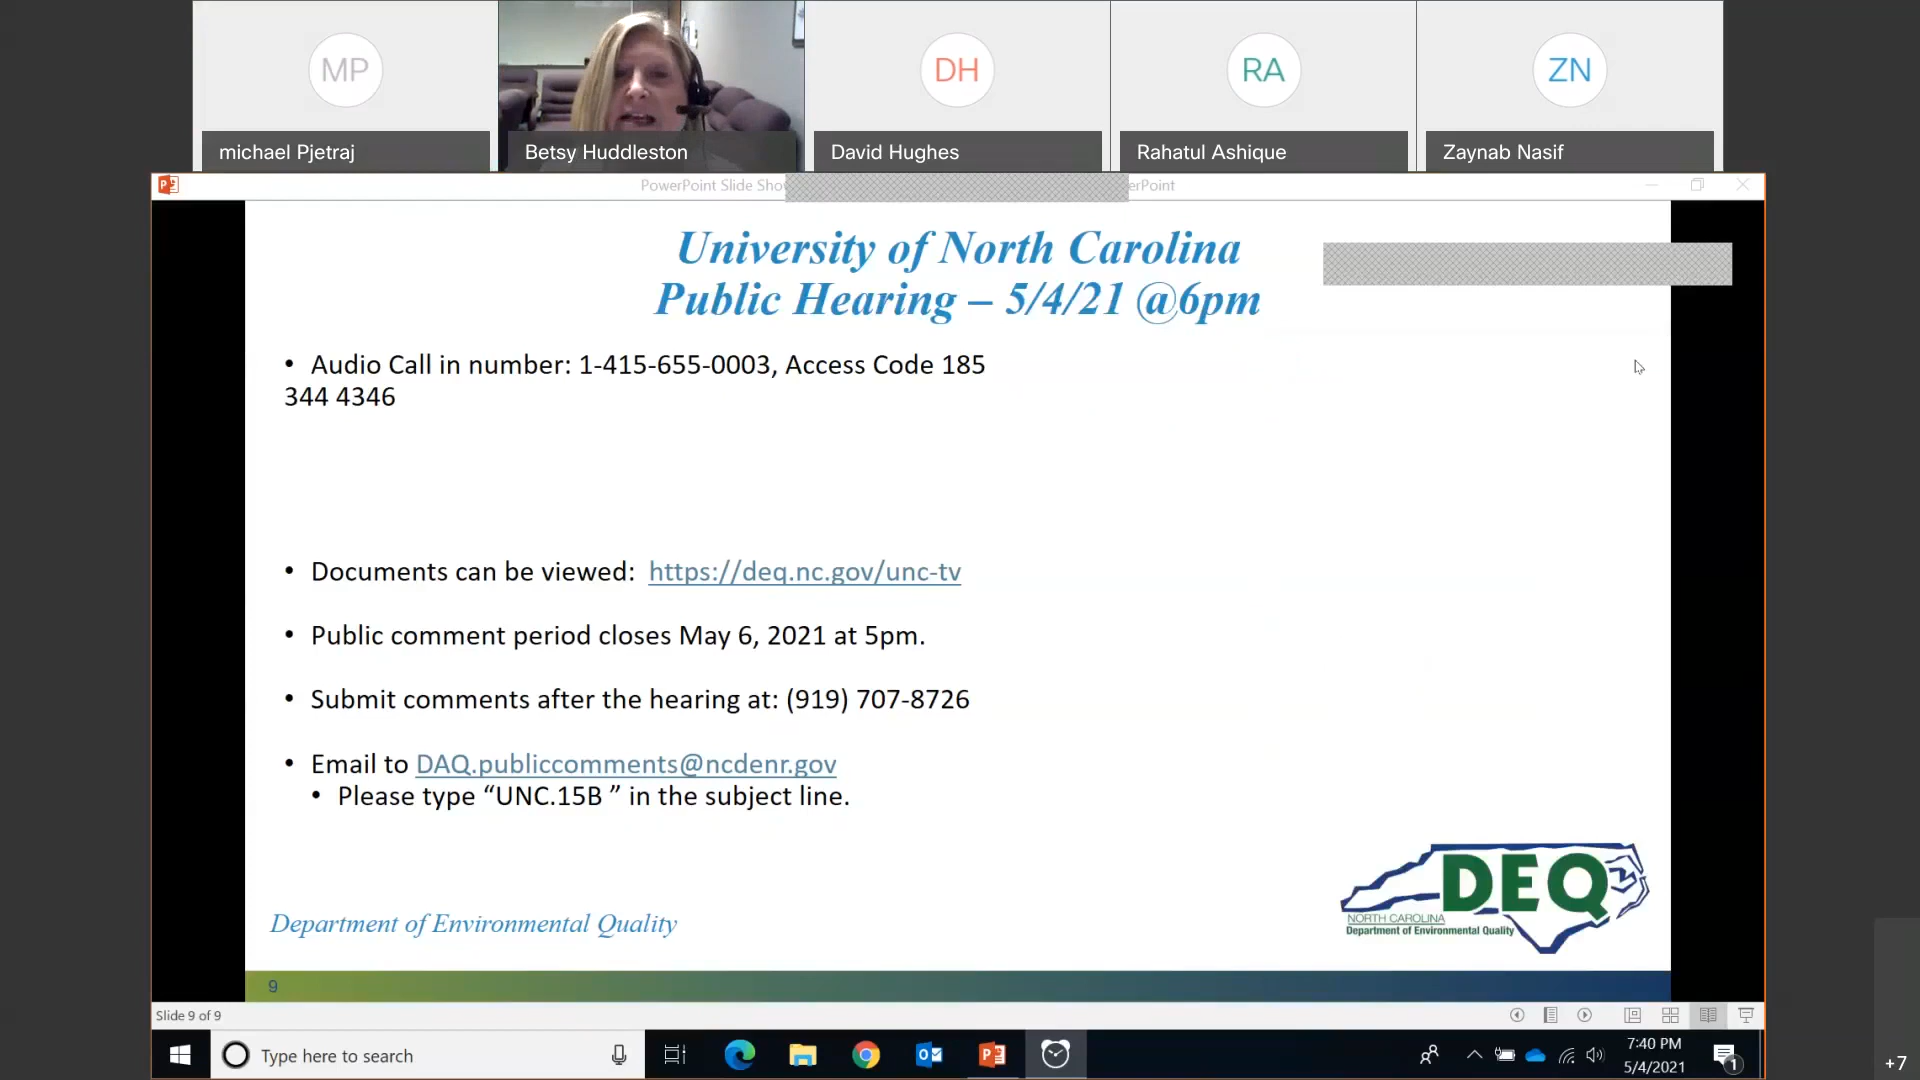 MP
DH
RA
ZN
michael Pjetraj
Betsy Huddleston
David Hughes
Rahatul Ashique
Zaynab Nasif
PowerPoint Slide Sho
erPoint
University of North Carolina
Public Hearing – 5/4/21 @6pm
• Audio Call in number: 1-415-655-0003, Access Code 185
344 4346
• Documents can be viewed: https://deq.nc.gov/unc-tv
• Public comment period closes May 6, 2021 at 5pm.
• Submit comments after the hearing at: (919) 707-8726
• Email to DAQ.publiccomments@ncdenr.gov
• Please type “UNC.15B ” in the subject line.
DEQ
NORTH CAROLINA
Department of Environmental Quality
Department of Environmental Quality
9
Slide 9 of 9
Type here to search
7:40 PM
5/4/2021
1
+7